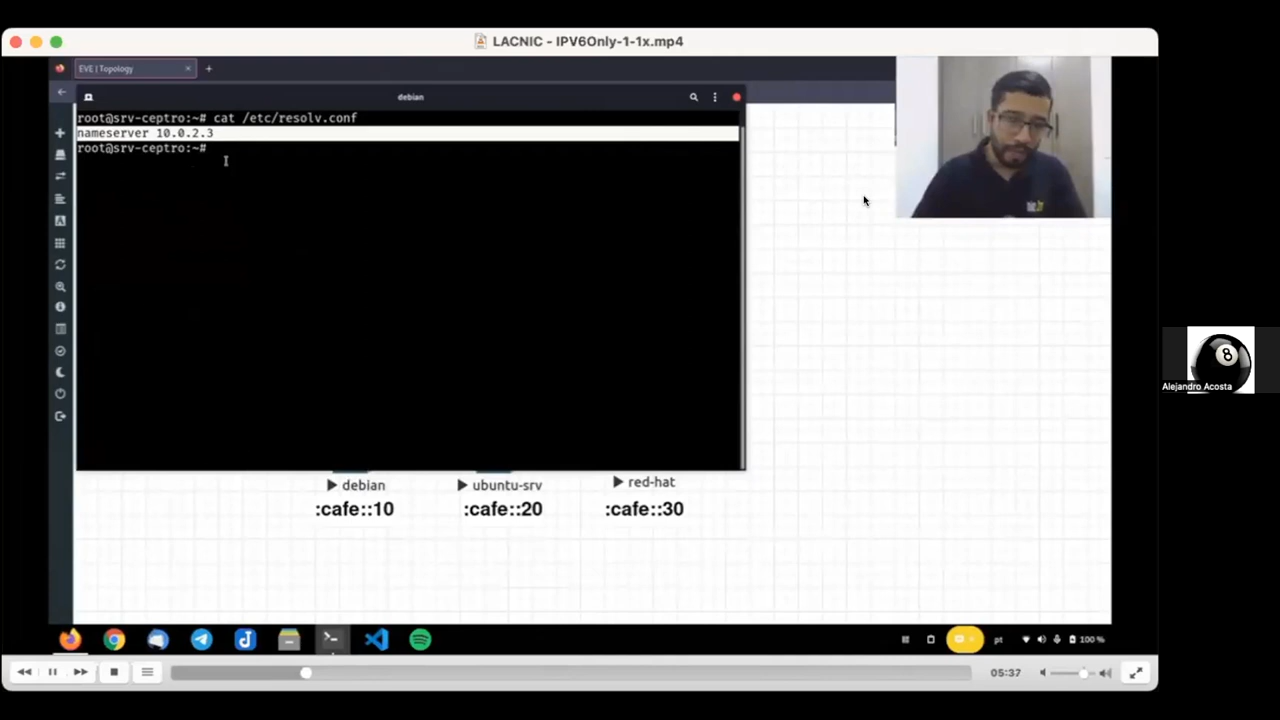 LACNIC - IPV6Only-1-1x.mp4
EVE | Topology
debian
root@srv-ceptro:~# cat /etc/resolv.conf
nameserver 10.0.2.3
root@srv-ceptro:~#
8
Alejandro Acosta
debian
ubuntu-srv
red-hat
:cafe::10
:cafe::20
:cafe::30
pt
100 %
05:37